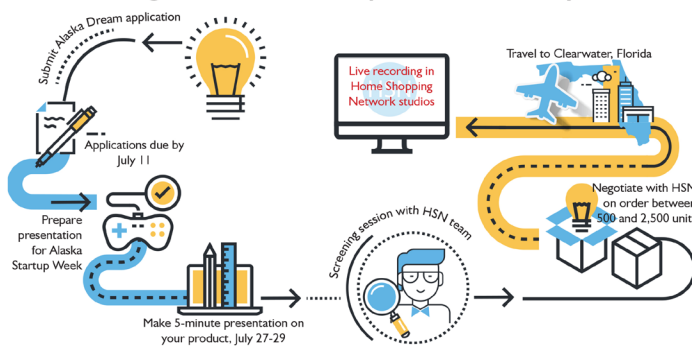 Submit Alaska Dream application
Applications due by
July 11
Prepare
presentation
for Alaska
Startup Week
Make 5-minute presentation on
your product, July 27-29
Screening session with HSN team
Negotiate with HSN
on order between
500 and 2,500 unit
Travel to Clearwater, Florida
Live recording in
Home Shopping
Network studios